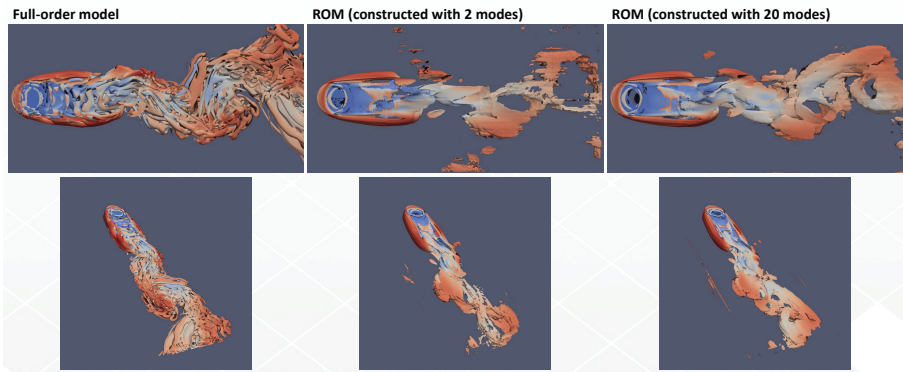 Full-order model
ROM (constructed with 2 modes)
ROM (constructed with 20 modes)